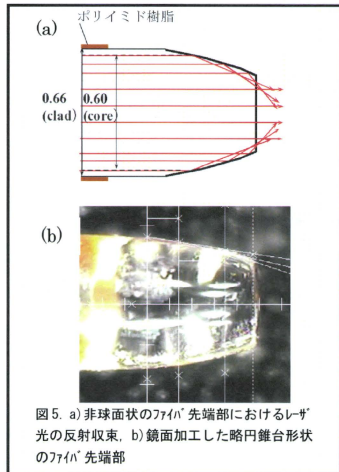 ポリイミド樹脂
(a)
0.66 0.60
(clad) (core)
(b)
図5. a)非球面状のファイバ先端部におけるレーザ
光の反射収束, b)鏡面加工した略円錐台形状
のファイバ先端部